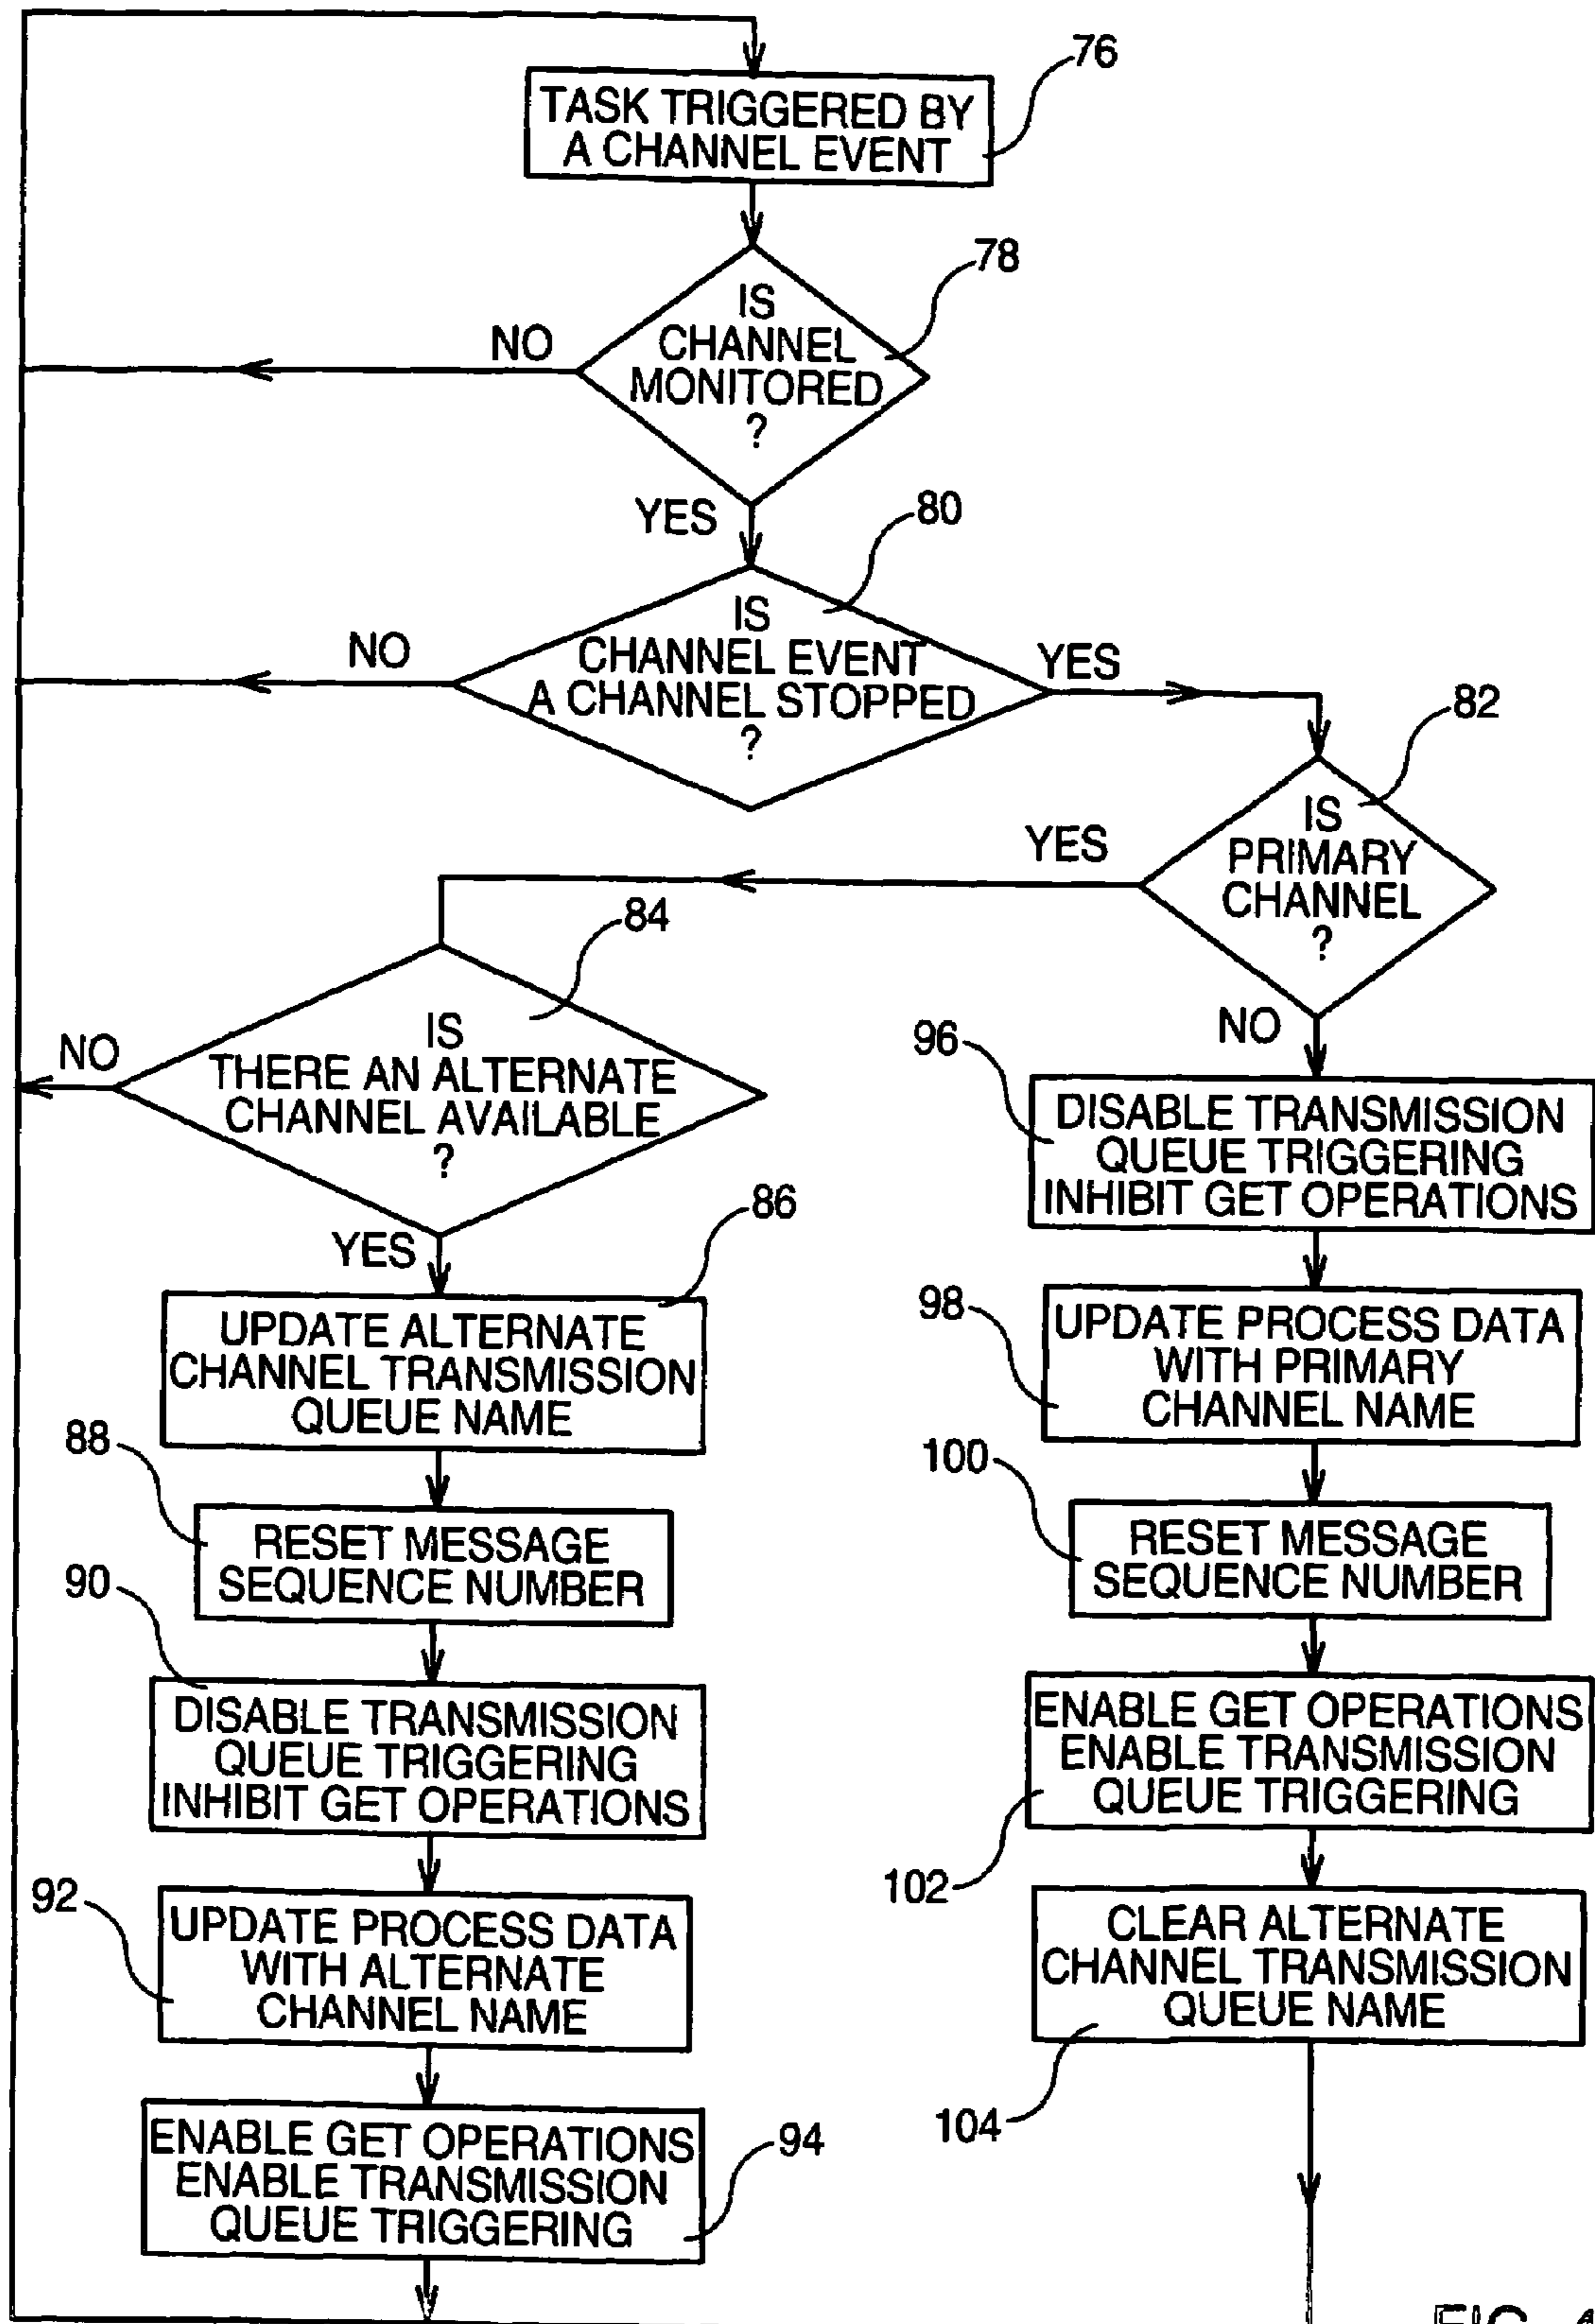 76
TASK TRIGGERED BY
A CHANNEL EVENT
78
IS
CHANNEL
MONITORED
?
NO
YES
80
IS
CHANNEL EVENT
A CHANNEL STOPPED
?
NO
YES
82
IS
PRIMARY
CHANNEL
?
YES
NO
84
IS
THERE AN ALTERNATE
CHANNEL AVAILABLE
?
NO
YES
86
UPDATE ALTERNATE
CHANNEL TRANSMISSION
QUEUE NAME
88
RESET MESSAGE
SEQUENCE NUMBER
90
DISABLE TRANSMISSION
QUEUE TRIGGERING
INHIBIT GET OPERATIONS
92
UPDATE PROCESS DATA
WITH ALTERNATE
CHANNEL NAME
94
ENABLE GET OPERATIONS
ENABLE TRANSMISSION
QUEUE TRIGGERING
96
DISABLE TRANSMISSION
QUEUE TRIGGERING
INHIBIT GET OPERATIONS
98
UPDATE PROCESS DATA
WITH PRIMARY
CHANNEL NAME
100
RESET MESSAGE
SEQUENCE NUMBER
102
ENABLE GET OPERATIONS
ENABLE TRANSMISSION
QUEUE TRIGGERING
104
CLEAR ALTERNATE
CHANNEL TRANSMISSION
QUEUE NAME
FIG.